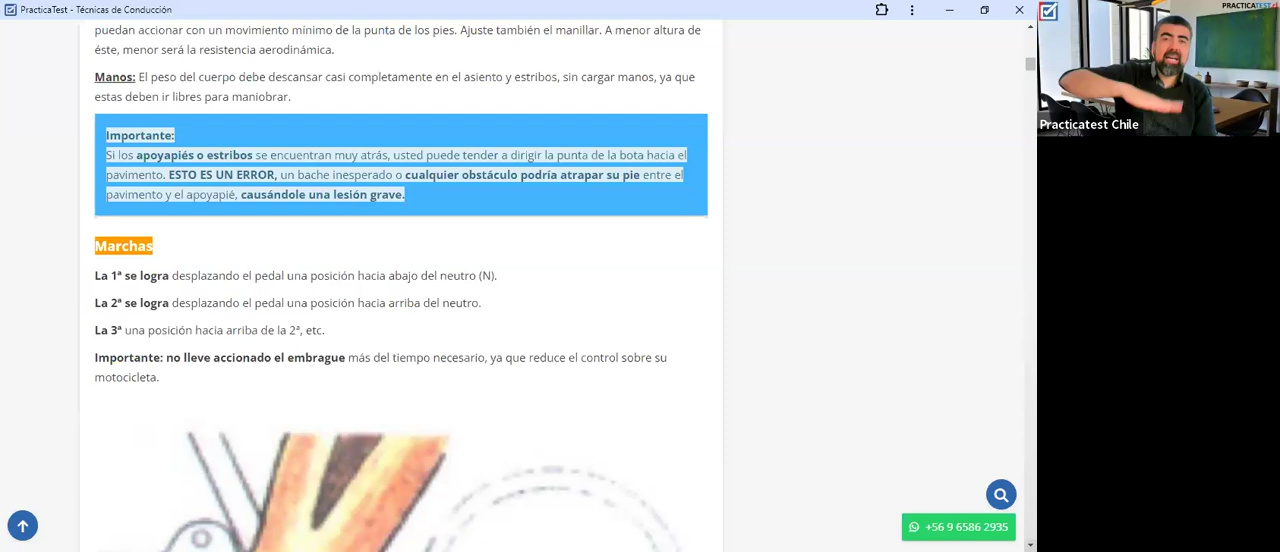 PracticaTest - Técnicas de Conducción
PRACTICATEST
Practicatest Chile
puedan accionar con un movimiento mínimo de la punta de los pies. Ajuste también el manillar. A menor altura de
éste, menor será la resistencia aerodinámica.
Manos: El peso del cuerpo debe descansar casi completamente en el asiento y estribos, sin cargar manos, ya que
estas deben ir libres para maniobrar.
Importante:
Si los apoyapiés o estribos se encuentran muy atrás, usted puede tender a dirigir la punta de la bota hacia el
pavimento. ESTO ES UN ERROR, un bache inesperado o cualquier obstáculo podría atrapar su pie entre el
pavimento y el apoyapié, causándole una lesión grave.
Marchas
La 1ª se logra desplazando el pedal una posición hacia abajo del neutro (N).
La 2ª se logra desplazando el pedal una posición hacia arriba del neutro.
La 3ª una posición hacia arriba de la 2ª, etc.
Importante: no lleve accionado el embrague más del tiempo necesario, ya que reduce el control sobre su
motocicleta.
+56 9 6586 2935